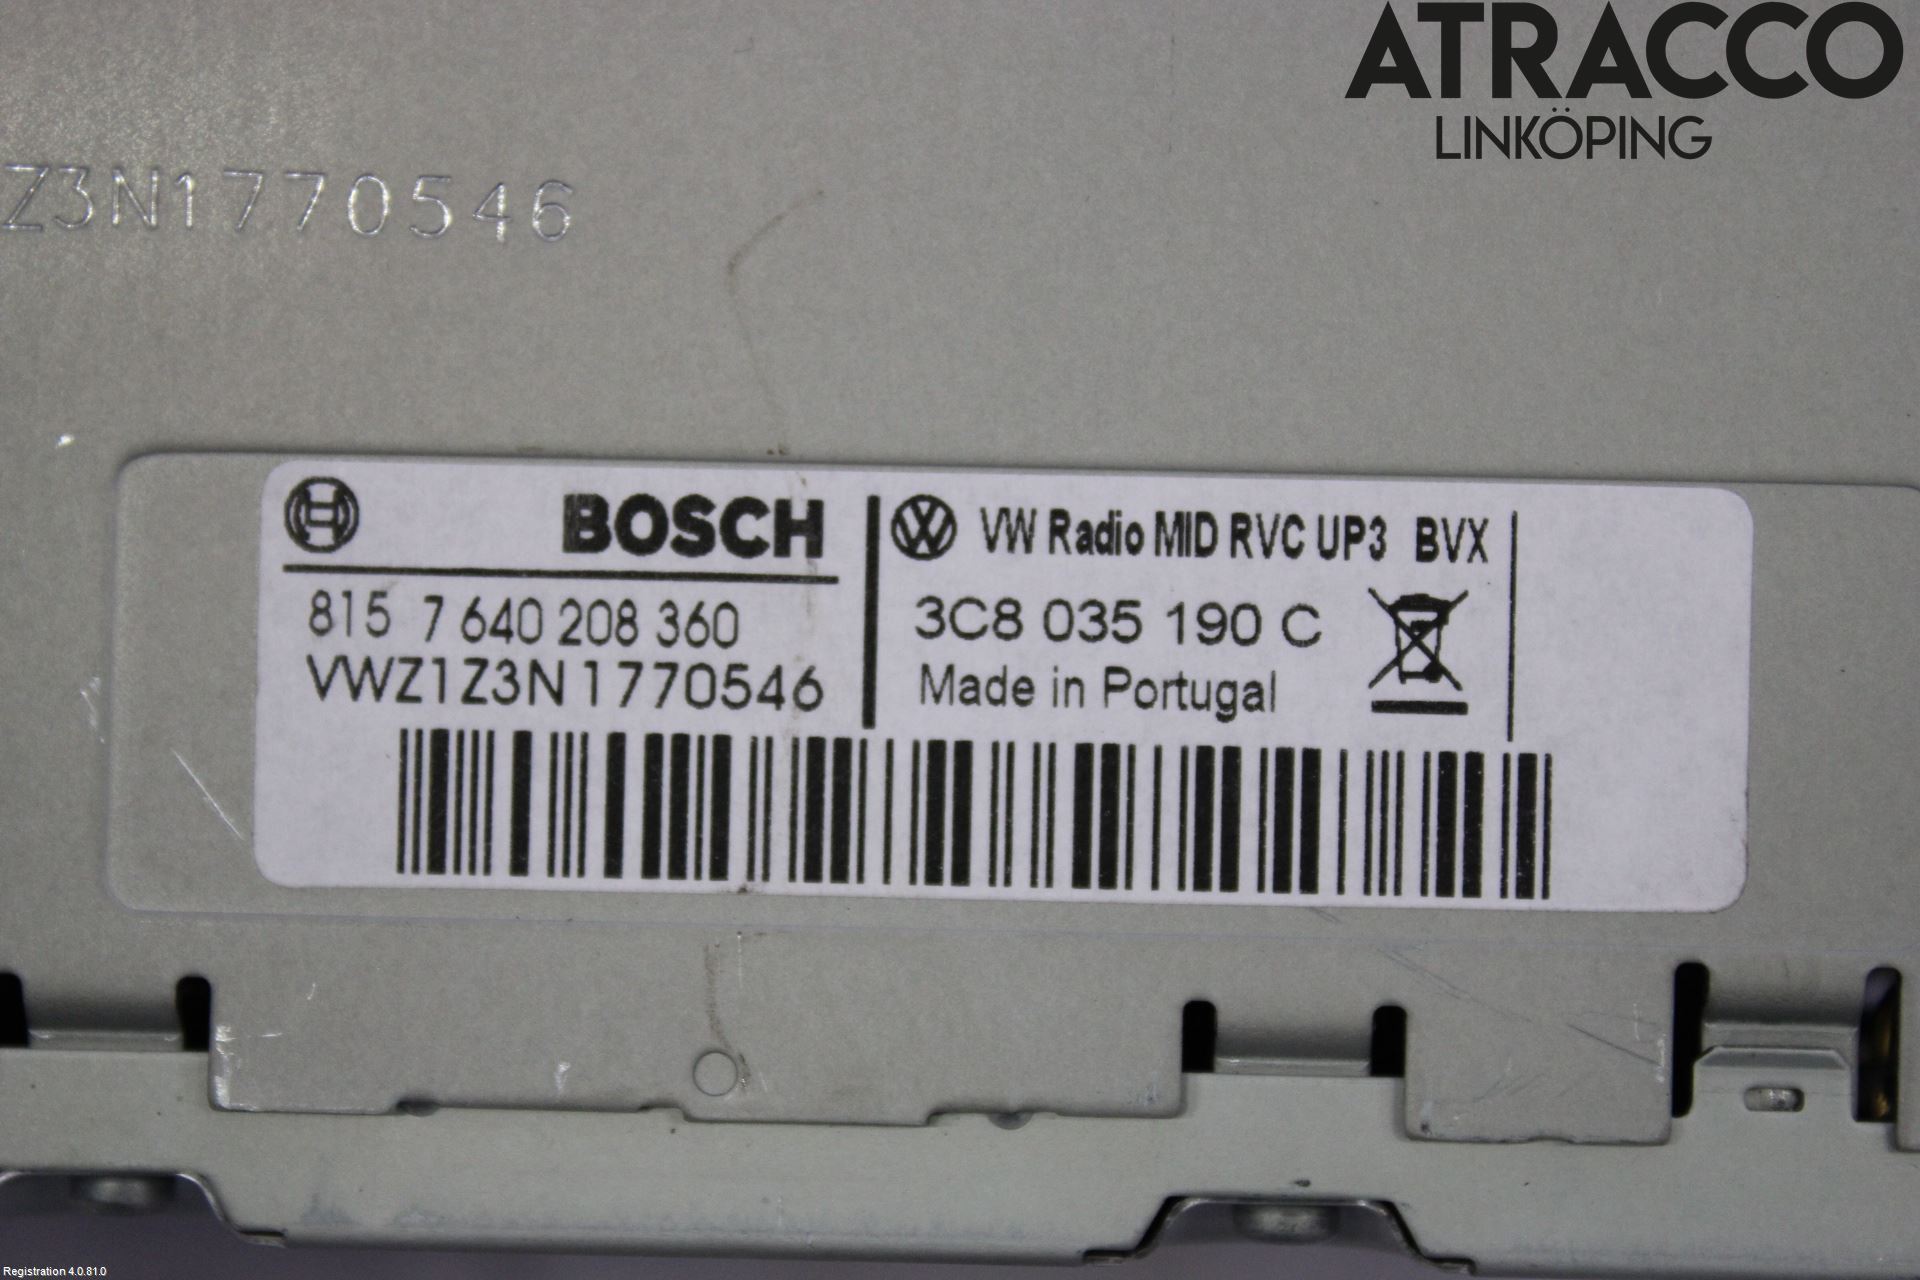 ATRACCO
LINKÖPING
Z3N1770546
BOSCH
VW Radio MID RVC UP3 BVX
815 7 640 208 360
3C8 035 190 C
VWZ1Z3N1770546
Made in Portugal
Registration 4.0.81.0